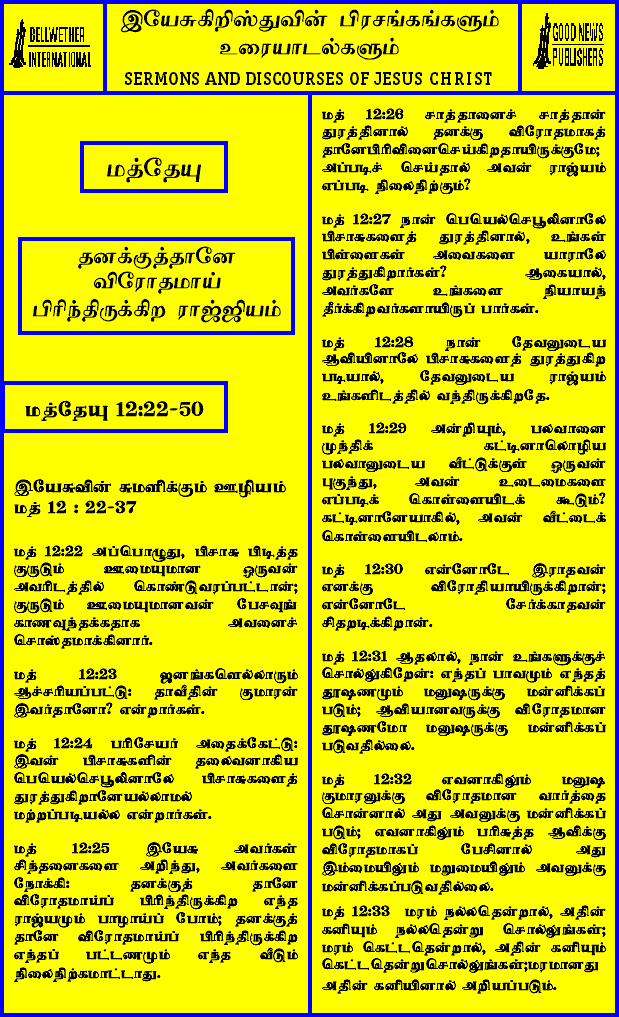 BELLWETHER
INTERNATIONAL
இயேசுகிறிஸ்துவின் பிரசங்கங்களும்
உரையாடல்களும்
SERMONS AND DISCOURSES OF JESUS CHRIST
GOOD NEWS
PUBLISHERS
மத்தேயு
தனக்குத்தானே
விரோதமாய்
பிரிந்திருக்கிற ராஜ்ஜியம்
மத்தேயு 12:22-50
இயேசுவின் சுமளிக்கும் ஊழியம்
மத் 12 : 22-37
மத் 12:22 அப்பொழுது, பிசாசு பிடித்த
குருடும் ஊமையுமான ஒருவன்
அவரிடத்தில் கொண்டுவரப்பட்டான்;
குருடும் ஊமையுமானவன் பேசவுங்
காணவுந்தக்கதாக அவனைச்
சொஸ்தமாக்கினார்.
மத் 12:23 ஜனங்களெல்லாரும்
ஆச்சரியப்பட்டு: தாவீதின் குமாரன்
இவர்தானோ? என்றார்கள்.
மத் 12:24 பரிசேயர் அதைக்கேட்டு:
இவன் பிசாசுகளின் தலைவனாகிய
பெயெல்செபூலினாலே பிசாசுகளைத்
துரத்துகிறானேயல்லாமல்
மற்றப்படியல்ல என்றார்கள்.
மத் 12:25 இயேசு அவர்கள்
சிந்தனைகளை அறிந்து, அவர்களை
நோக்கி: தனக்குத் தானே
விரோதமாய்ப் பிரிந்திருக்கிற எந்த
ராஜ்யமும் பாழாய்ப் போம்; தனக்குத்
தானே விரோதமாய்ப் பிரிந்திருக்கிற
எந்தப் பட்டணமும் எந்த வீடும்
நிலைநிற்கமாட்டாது.
மத் 12:26 சாத்தானைச் சாத்தான்
துரத்தினால் தனக்கு விரோதமாகத்
தானேபிரிவினைசெய்கிறதாயிருக்குமே;
அப்படிச் செய்தால் அவன் ராஜ்யம்
எப்படி நிலைநிற்கும்?
மத் 12:27 நான் பெயெல்செபூலினாலே
பிசாசுகளைத் துரத்தினால், உங்கள்
பிள்ளைகள் அவைகளை யாராலே
துரத்துகிறார்கள்? ஆகையால்,
அவர்களே உங்களை நியாயந்
தீர்க்கிறவர்களாயிருப் பார்கள்.
மத் 12:28 நான் தேவனுடைய
ஆவியினாலே பிசாசுகளைத் துரத்துகிற
படியால், தேவனுடைய ராஜ்யம்
உங்களிடத்தில் வந்திருக்கிறதே.
மத் 12:29 அன்றியும், பலவானை
முந்திக் கட்டினாலொழிய
பலவானுடைய வீட்டுக்குள் ஒருவன்
புகுந்து, அவன் உடைமைகளை
எப்படிக் கொள்ளையிடக் கூடும்?
கட்டினானேயாகில், அவன் வீட்டைக்
கொள்ளையிடலாம்.
மத் 12:30 என்னோடே இராதவன்
எனக்கு விரோதியாயிருக்கிறான்;
என்னோடே சேர்க்காதவன்
சிதறடிக்கிறான்.
மத் 12:31 ஆதலால், நான் உங்களுக்குச்
சொல்லுகிறேன்: எந்தப் பாவமும் எந்தத்
தூஷணமும் மனுஷருக்கு மன்னிக்கப்
படும்; ஆவியானவருக்கு விரோதமான
தூஷணமோ மனுஷருக்கு மன்னிக்கப்
படுவதில்லை.
மத் 12:32 எவனாகிலும் மனுஷ
குமாரனுக்கு விரோதமான வார்த்தை
சொன்னால் அது அவனுக்கு மன்னிக்கப்
படும்; எவனாகிலும் பரிசுத்த ஆவிக்கு
விரோதமாகப் பேசினால் அது
இம்மையிலும் மறுமையிலும் அவனுக்கு
மன்னிக்கப்படுவதில்லை.
மத் 12:33 மரம் நல்லதென்றால், அதின்
கனியும் நல்லதென்று சொல்லுங்கள்;
மரம் கெட்டதென்றால், அதின் கனியும்
கெட்டதென்றுசொல்லுங்கள்;மரமானது
அதின் கனியினால் அறியப்படும்.